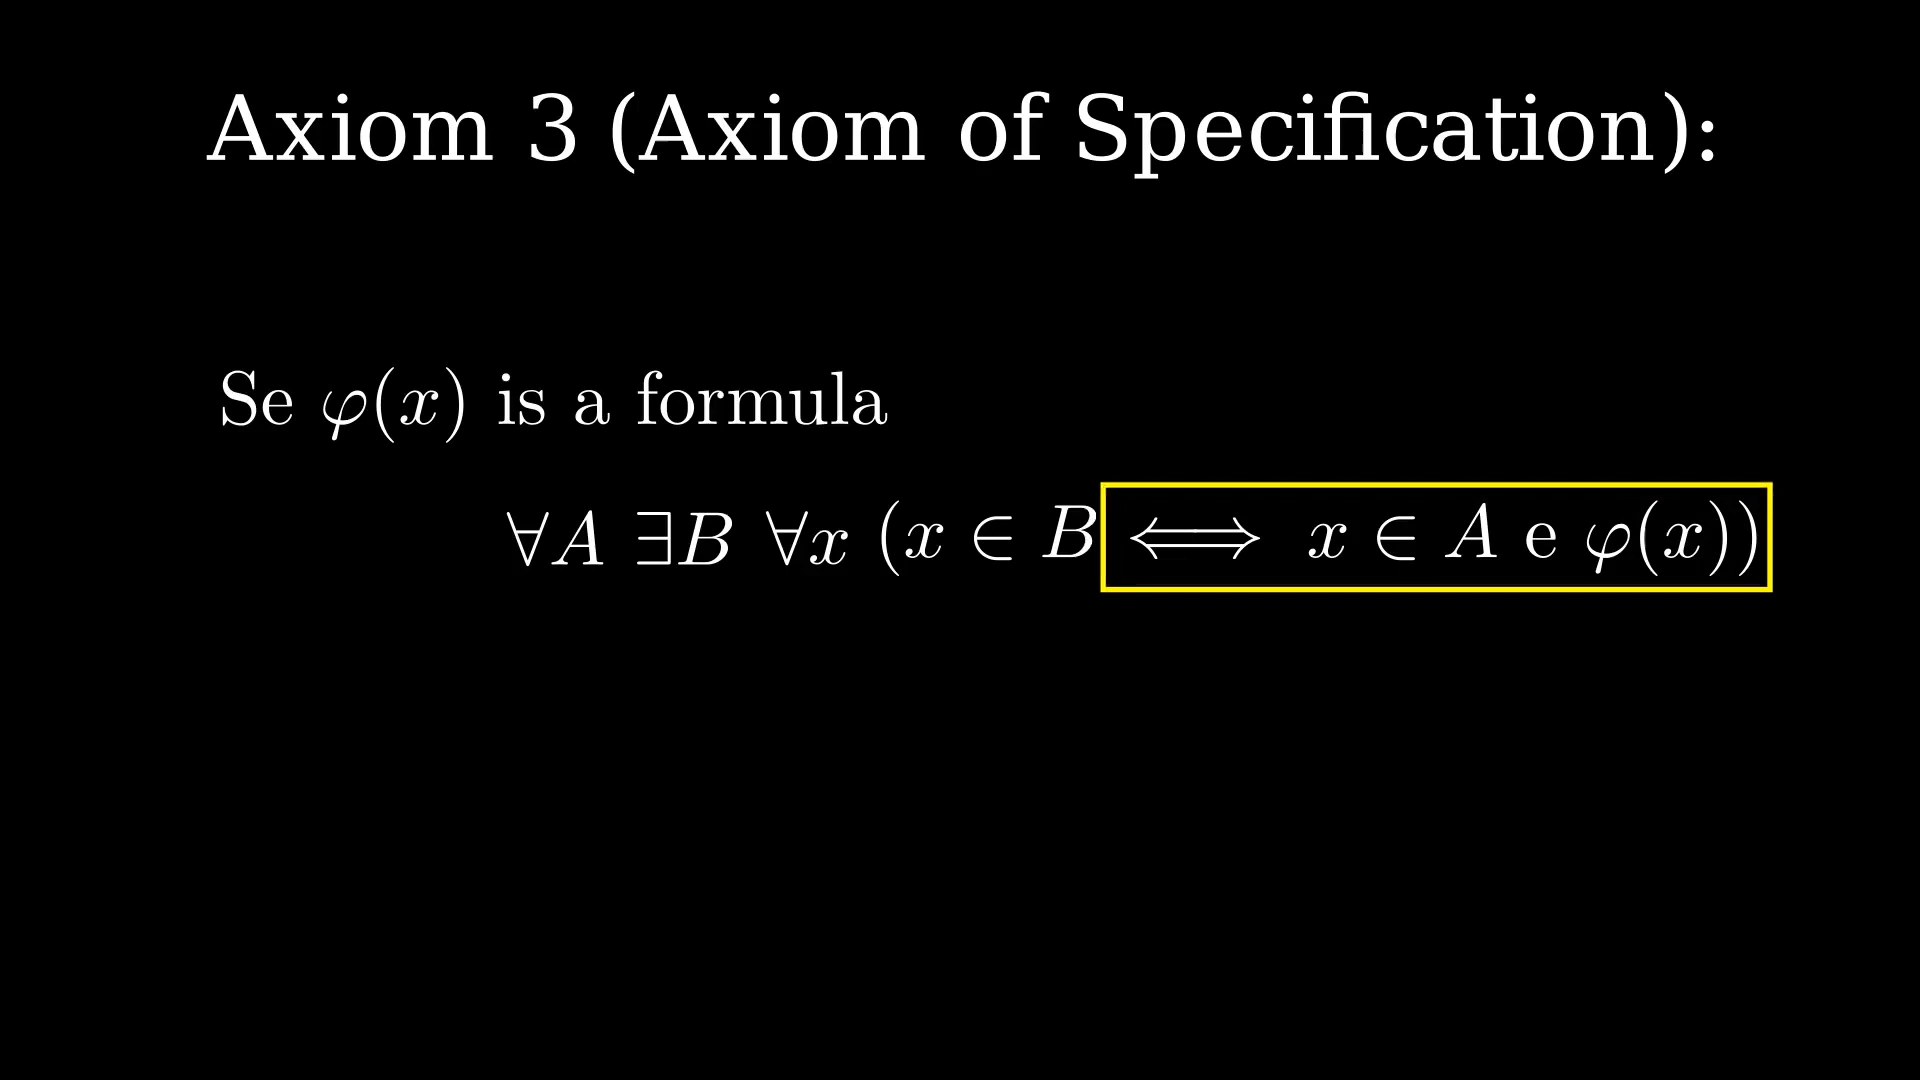 Axiom 3 (Axiom of Specification):
Se φ(x) is a formula
∀A ∃B ∀x (x ∈ B ⟺ x ∈ A e φ(x))